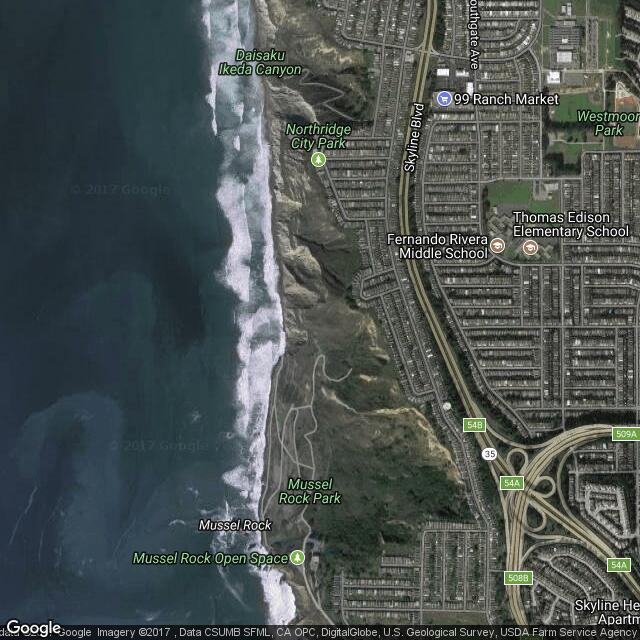 Southgate Ave
Daisaku
Ikeda Canyon
99 Ranch Market
Skyline Blvd
Westmoor
Park
Northridge
City Park
© 2017 Google
Thomas Edison
Elementary School
Fernando Rivera
Middle School
54B
509A
35
© 2017 Google
54A
Mussel
Rock Park
Mussel Rock
Mussel Rock Open Space
54A
508B
Skyline He
Apartm
Google
Google Imagery ©2017 , Data CSUMB SFML, CA OPC, DigitalGlobe, U.S. Geological Survey, USDA Farm Service Agen